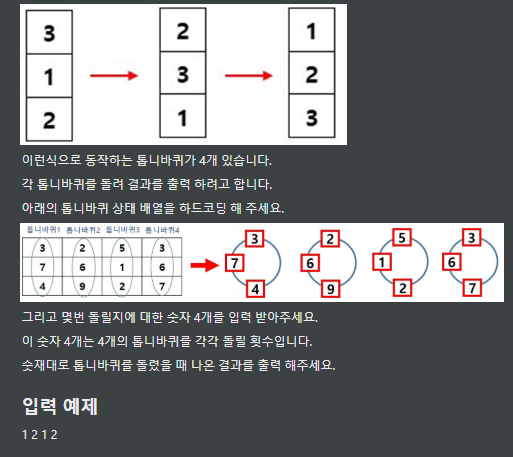 3 2 1
1 3 2
2 1 3
이런식으로 동작하는 톱니바퀴가 4개 있습니다.
각 톱니바퀴를 돌려 결과를 출력 하려고 합니다.
아래의 톱니바퀴 상태 배열을 하드코딩 해 주세요.
톱니바퀴1 톱니바퀴2 톱니바퀴3 톱니바퀴4
3 2 5 3 3 2 5 3
7 6 1 6 7 6 1 6
4 9 2 7 4 9 2 7
그리고 몇번 돌릴지에 대한 숫자 4개를 입력 받아주세요.
이 숫자 4개는 4개의 톱니바퀴를 각각 돌릴 횟수입니다.
숫재대로 톱니바퀴를 돌렸을 때 나온 결과를 출력 해주세요.
입력 예제
1 2 1 2